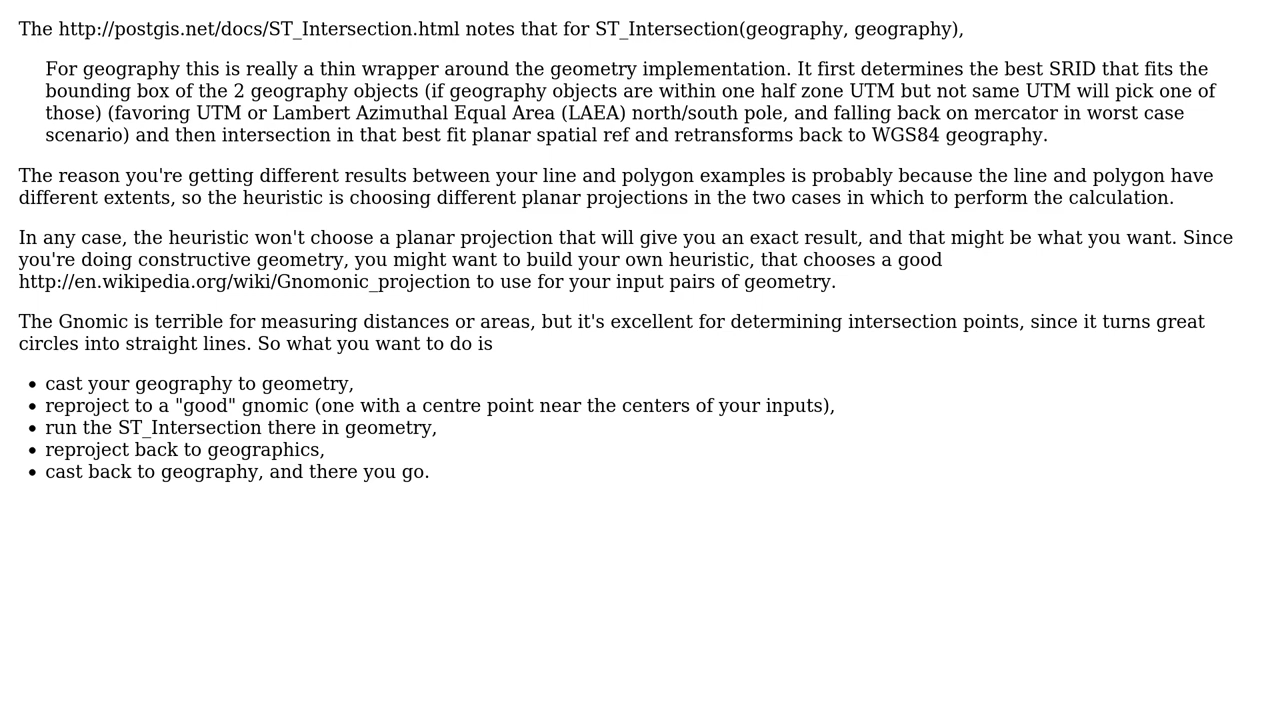 The http://postgis.net/docs/ST_Intersection.html notes that for ST_Intersection(geography, geography),
For geography this is really a thin wrapper around the geometry implementation. It first determines the best SRID that fits the
bounding box of the 2 geography objects (if geography objects are within one half zone UTM but not same UTM will pick one of
those) (favoring UTM or Lambert Azimuthal Equal Area (LAEA) north/south pole, and falling back on mercator in worst case
scenario) and then intersection in that best fit planar spatial ref and retransforms back to WGS84 geography.
The reason you're getting different results between your line and polygon examples is probably because the line and polygon have
different extents, so the heuristic is choosing different planar projections in the two cases in which to perform the calculation.
In any case, the heuristic won't choose a planar projection that will give you an exact result, and that might be what you want. Since
you're doing constructive geometry, you might want to build your own heuristic, that chooses a good
http://en.wikipedia.org/wiki/Gnomonic_projection to use for your input pairs of geometry.
The Gnomic is terrible for measuring distances or areas, but it's excellent for determining intersection points, since it turns great
circles into straight lines. So what you want to do is
• cast your geography to geometry,
• reproject to a "good" gnomic (one with a centre point near the centers of your inputs),
• run the ST_Intersection there in geometry,
• reproject back to geographics,
• cast back to geography, and there you go.